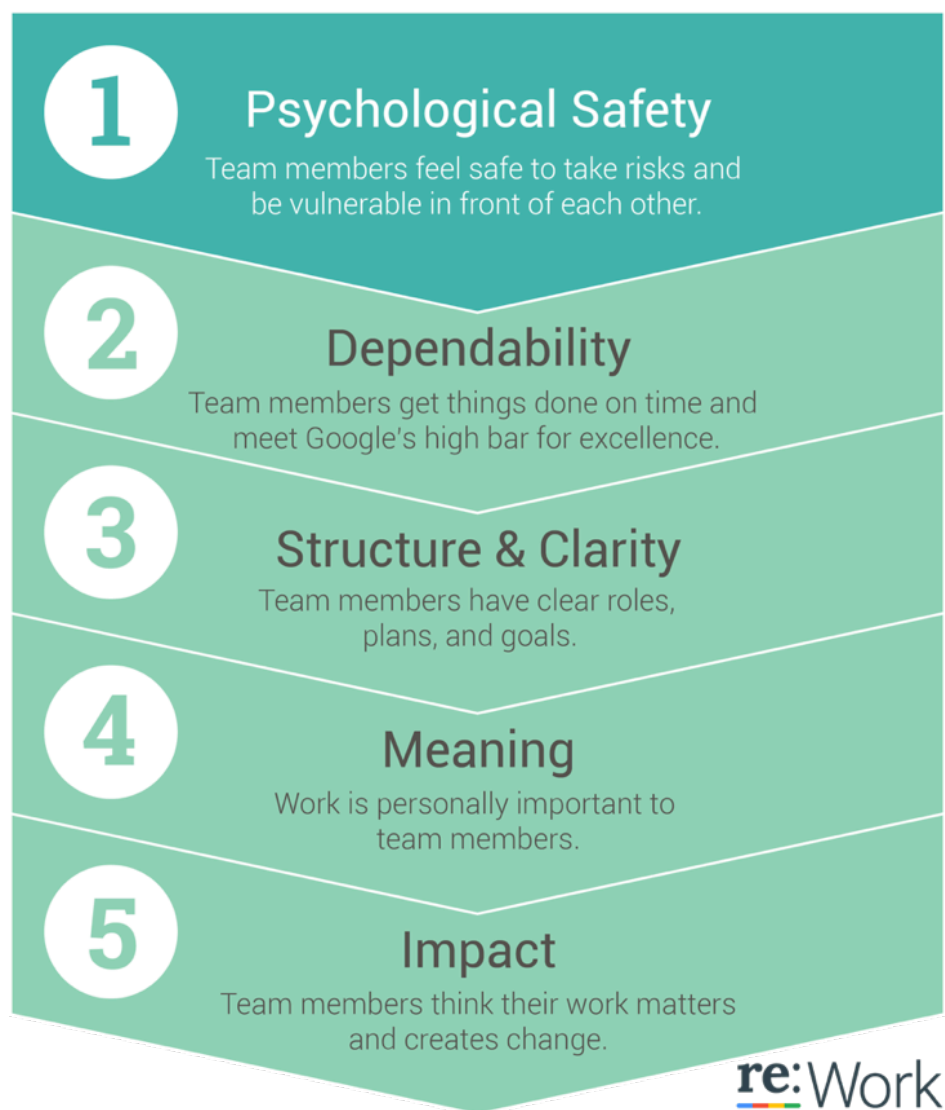 1
Psychological Safety
Team members feel safe to take risks and
be vulnerable in front of each other.
2
Dependability
Team members get things done on time and
meet Google's high bar for excellence.
3
Structure & Clarity
Team members have clear roles,
plans, and goals.
4
Meaning
Work is personally important to
team members.
5
Impact
Team members think their work matters
and creates change.
re:Work